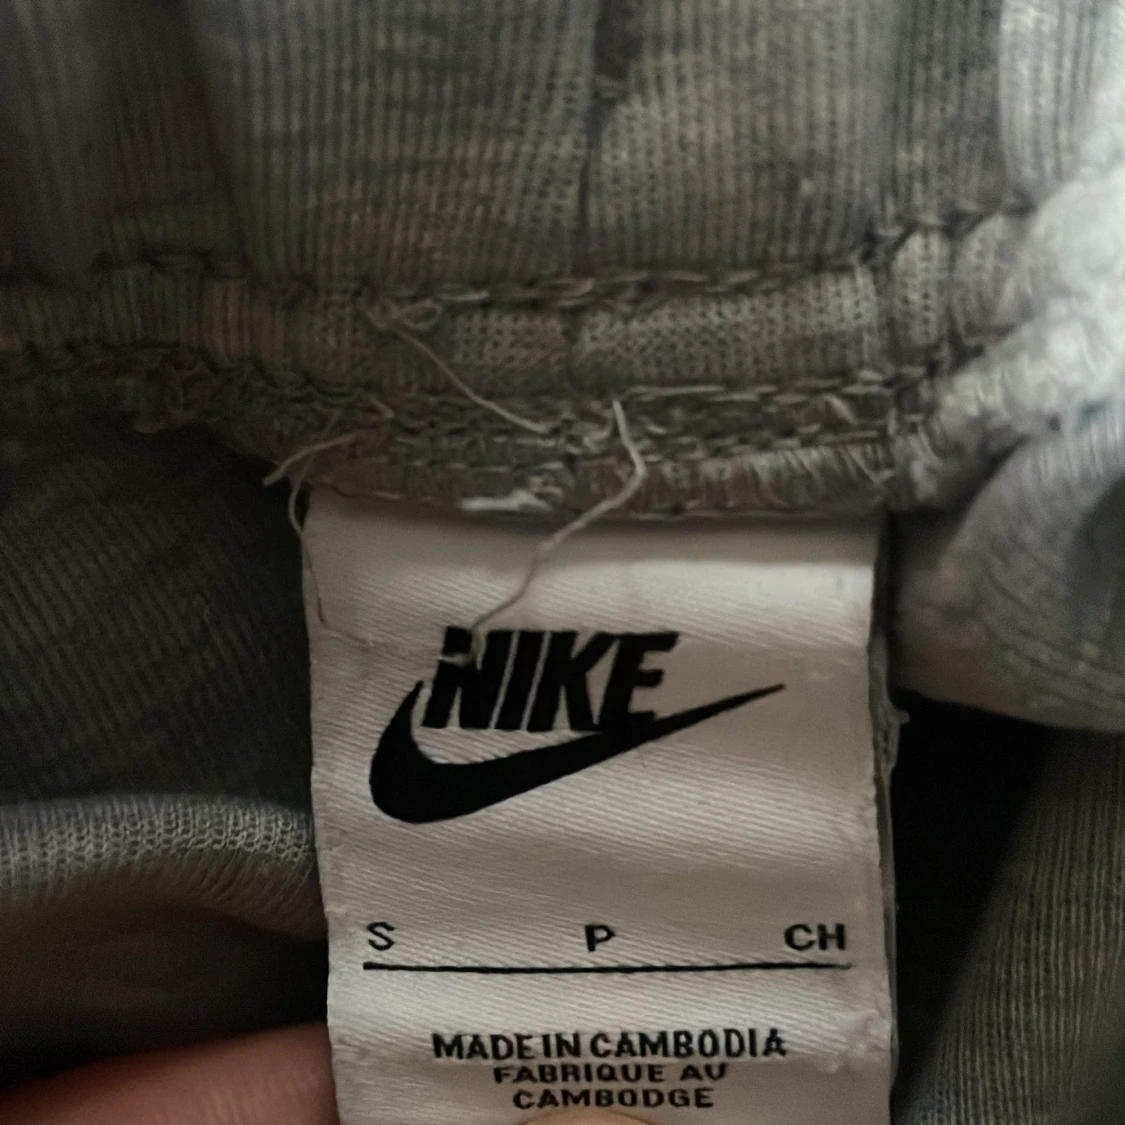 NIKE
S P CH
MADE IN CAMBODIA
FABRIQUE AU
CAMBODGE